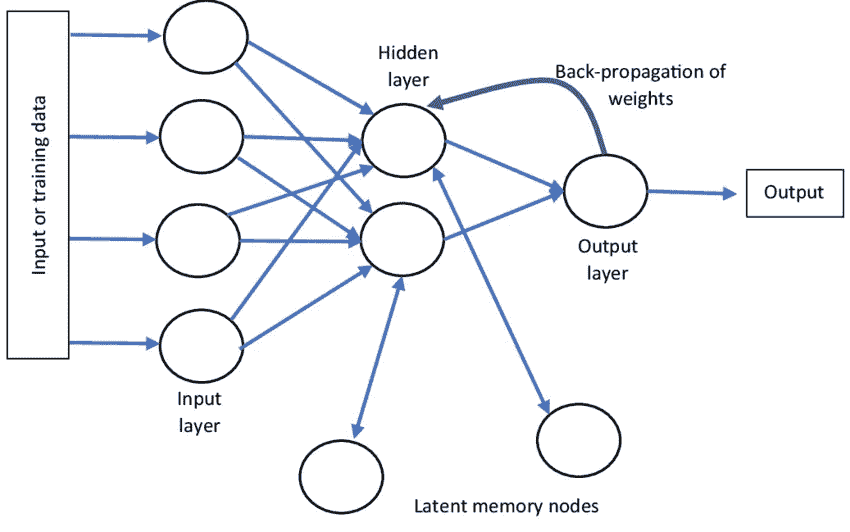 Input or training data
Hidden
layer
Back-propagation of
weights
Output
Output
layer
Input
layer
Latent memory nodes